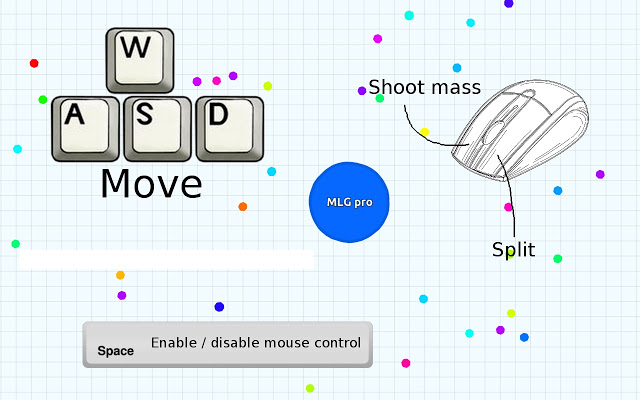 W
A S D
Move
Shoot mass
MLG pro
Split
Space Enable / disable mouse control